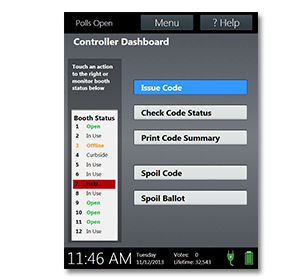 Polls Open Menu ? Help
Controller Dashboard
Touch an action
to the right or
monitor booth
status below
Issue Code
Check Code Status
Print Code Summary
Spoil Code
Spoil Ballot
Booth Status
1 Open
2 In Use
3 Offline
4 Curbside
5 In Use
6 In Use
7 Help
8 In Use
9 Open
10 Open
11 Open
12 In Use
11:46 AM
Tuesday
11/12/2013
Votes: 0
Lifetime: 32,543